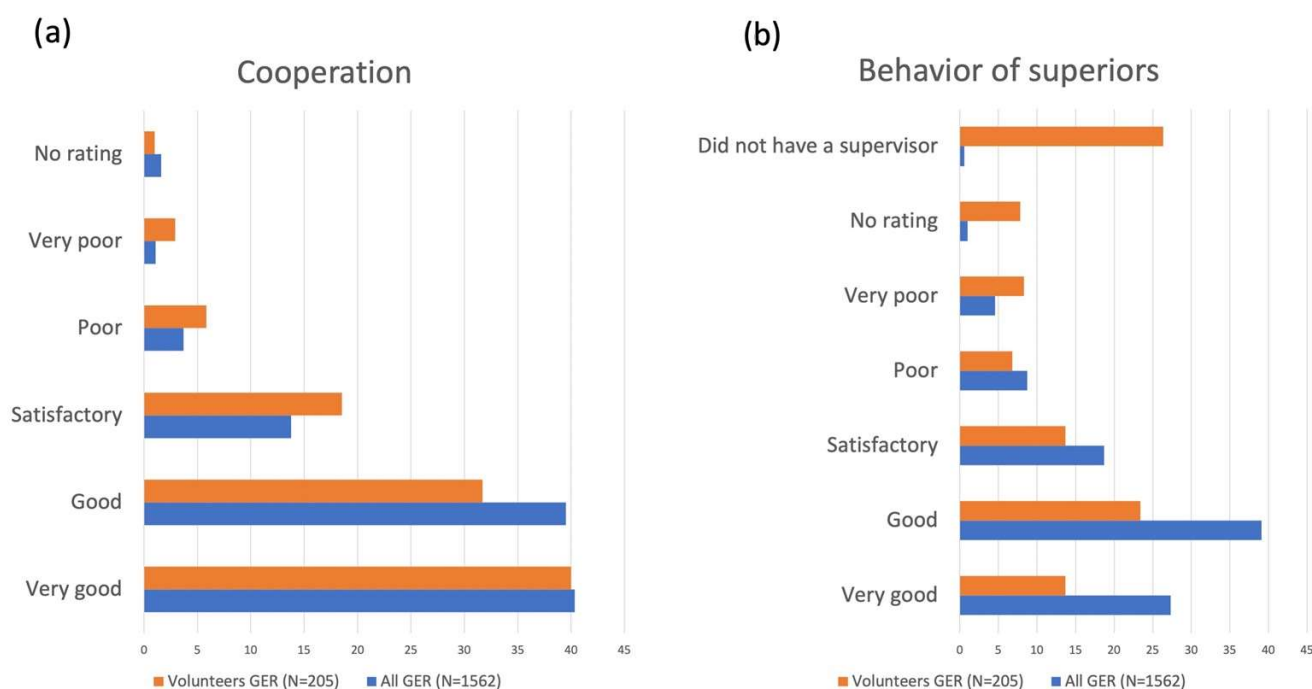 (a)
Cooperation
No rating
Very poor
Poor
Satisfactory
Good
Very good
0 5 10 15 20 25 30 35 40 45
Volunteers GER (N=205) All GER (N=1562)
(b)
Behavior of superiors
Did not have a supervisor
No rating
Very poor
Poor
Satisfactory
Good
Very good
0 5 10 15 20 25 30 35 40 45
Volunteers GER (N=205) All GER (N=1562)